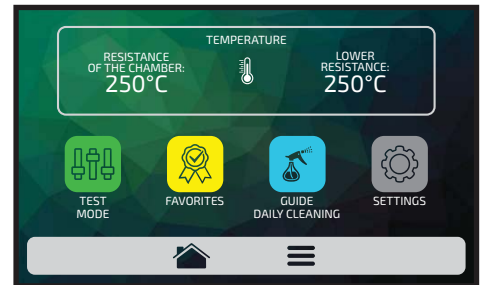 TEMPERATURE
RESISTANCE
OF THE CHAMBER:
250°C
LOWER
RESISTANCE:
250°C
TEST
MODE
FAVORITES
GUIDE
DAILY CLEANING
SETTINGS